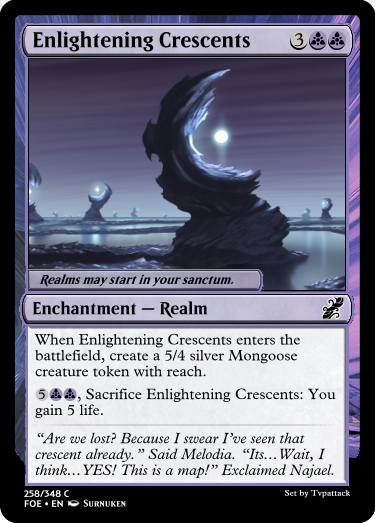 Enlightening Crescents 3
Realms may start in your sanctum.
Enchantment — Realm
When Enlightening Crescents enters the
battlefield, create a 5/4 silver Mongoose
creature token with reach.
5, Sacrifice Enlightening Crescents: You
gain 5 life.
“Are we lost? Because I swear I’ve seen that
crescent already.” Said Melodia. “Its...Wait, I
think...YES! This is a map!” Exclaimed Najael.
258/348 C
Set by Tvpattack
FOE • EN Surnuken